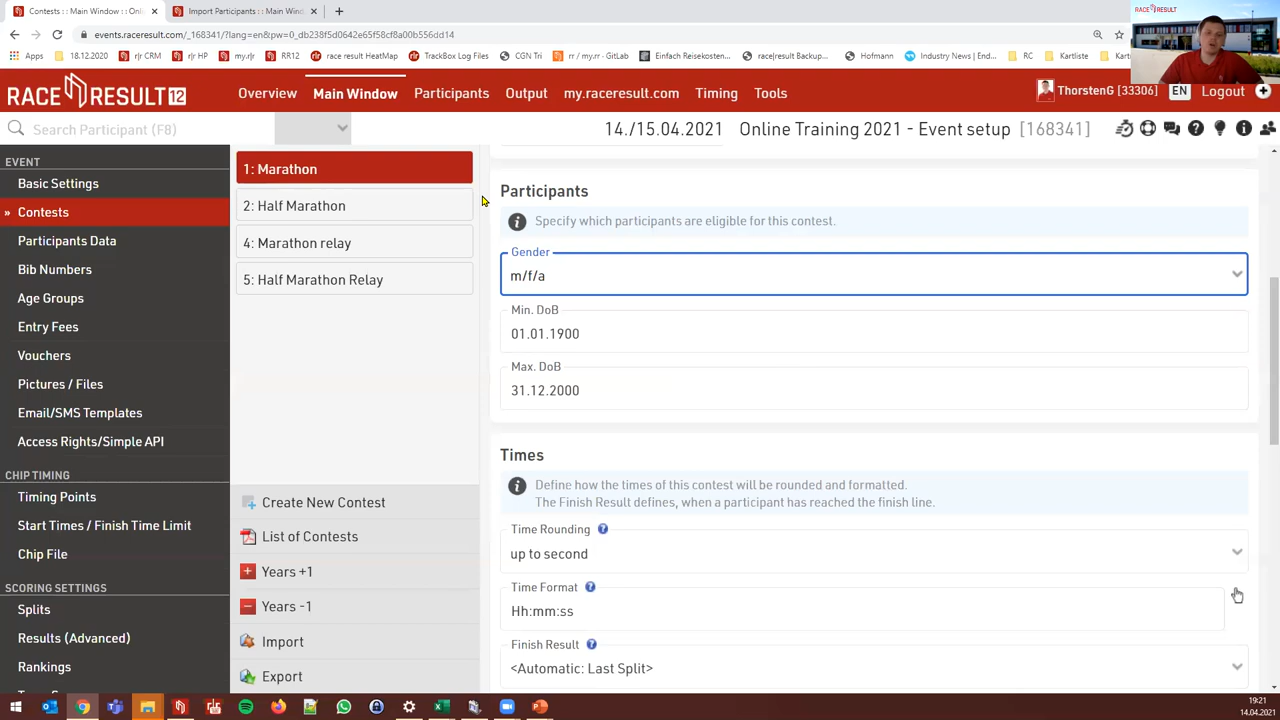 Contests : : Main Window : : Onli
Import Participants : : Main Wind
events.raceresult.com/_168341/?lang=en&pw=0_db238f5d0642e65f58cf8a00b556dd14
Apps
18.12.2020
r|r CRM
r|r HP
my.r|r
RR12
race result HeatMap
TrackBox Log Files
CGN Tri
rr / my.rr · GitLab
Einfach Reisekosten...
race|result Backup...
Hofmann
Industry News | End...
RC
Kartliste
Kart
RACE RESULT
RACE RESULT 12
Overview
Main Window
Participants
Output
my.raceresult.com
Timing
Tools
ThorstenG [33306]
EN
Logout
Search Participant (F8)
14./15.04.2021
Online Training 2021 - Event setup [168341]
EVENT
Basic Settings
» Contests
Participants Data
Bib Numbers
Age Groups
Entry Fees
Vouchers
Pictures / Files
Email/SMS Templates
Access Rights/Simple API
CHIP TIMING
Timing Points
Start Times / Finish Time Limit
Chip File
SCORING SETTINGS
Splits
Results (Advanced)
Rankings
1: Marathon
2: Half Marathon
4: Marathon relay
5: Half Marathon Relay
Create New Contest
List of Contests
Years +1
Years -1
Import
Export
Participants
Specify which participants are eligible for this contest.
Gender
m/f/a
Min. DoB
01.01.1900
Max. DoB
31.12.2000
Times
Define how the times of this contest will be rounded and formatted.
The Finish Result defines, when a participant has reached the finish line.
Time Rounding
up to second
Time Format
Hh:mm:ss
Finish Result
<Automatic: Last Split>
19:21
14.04.2021